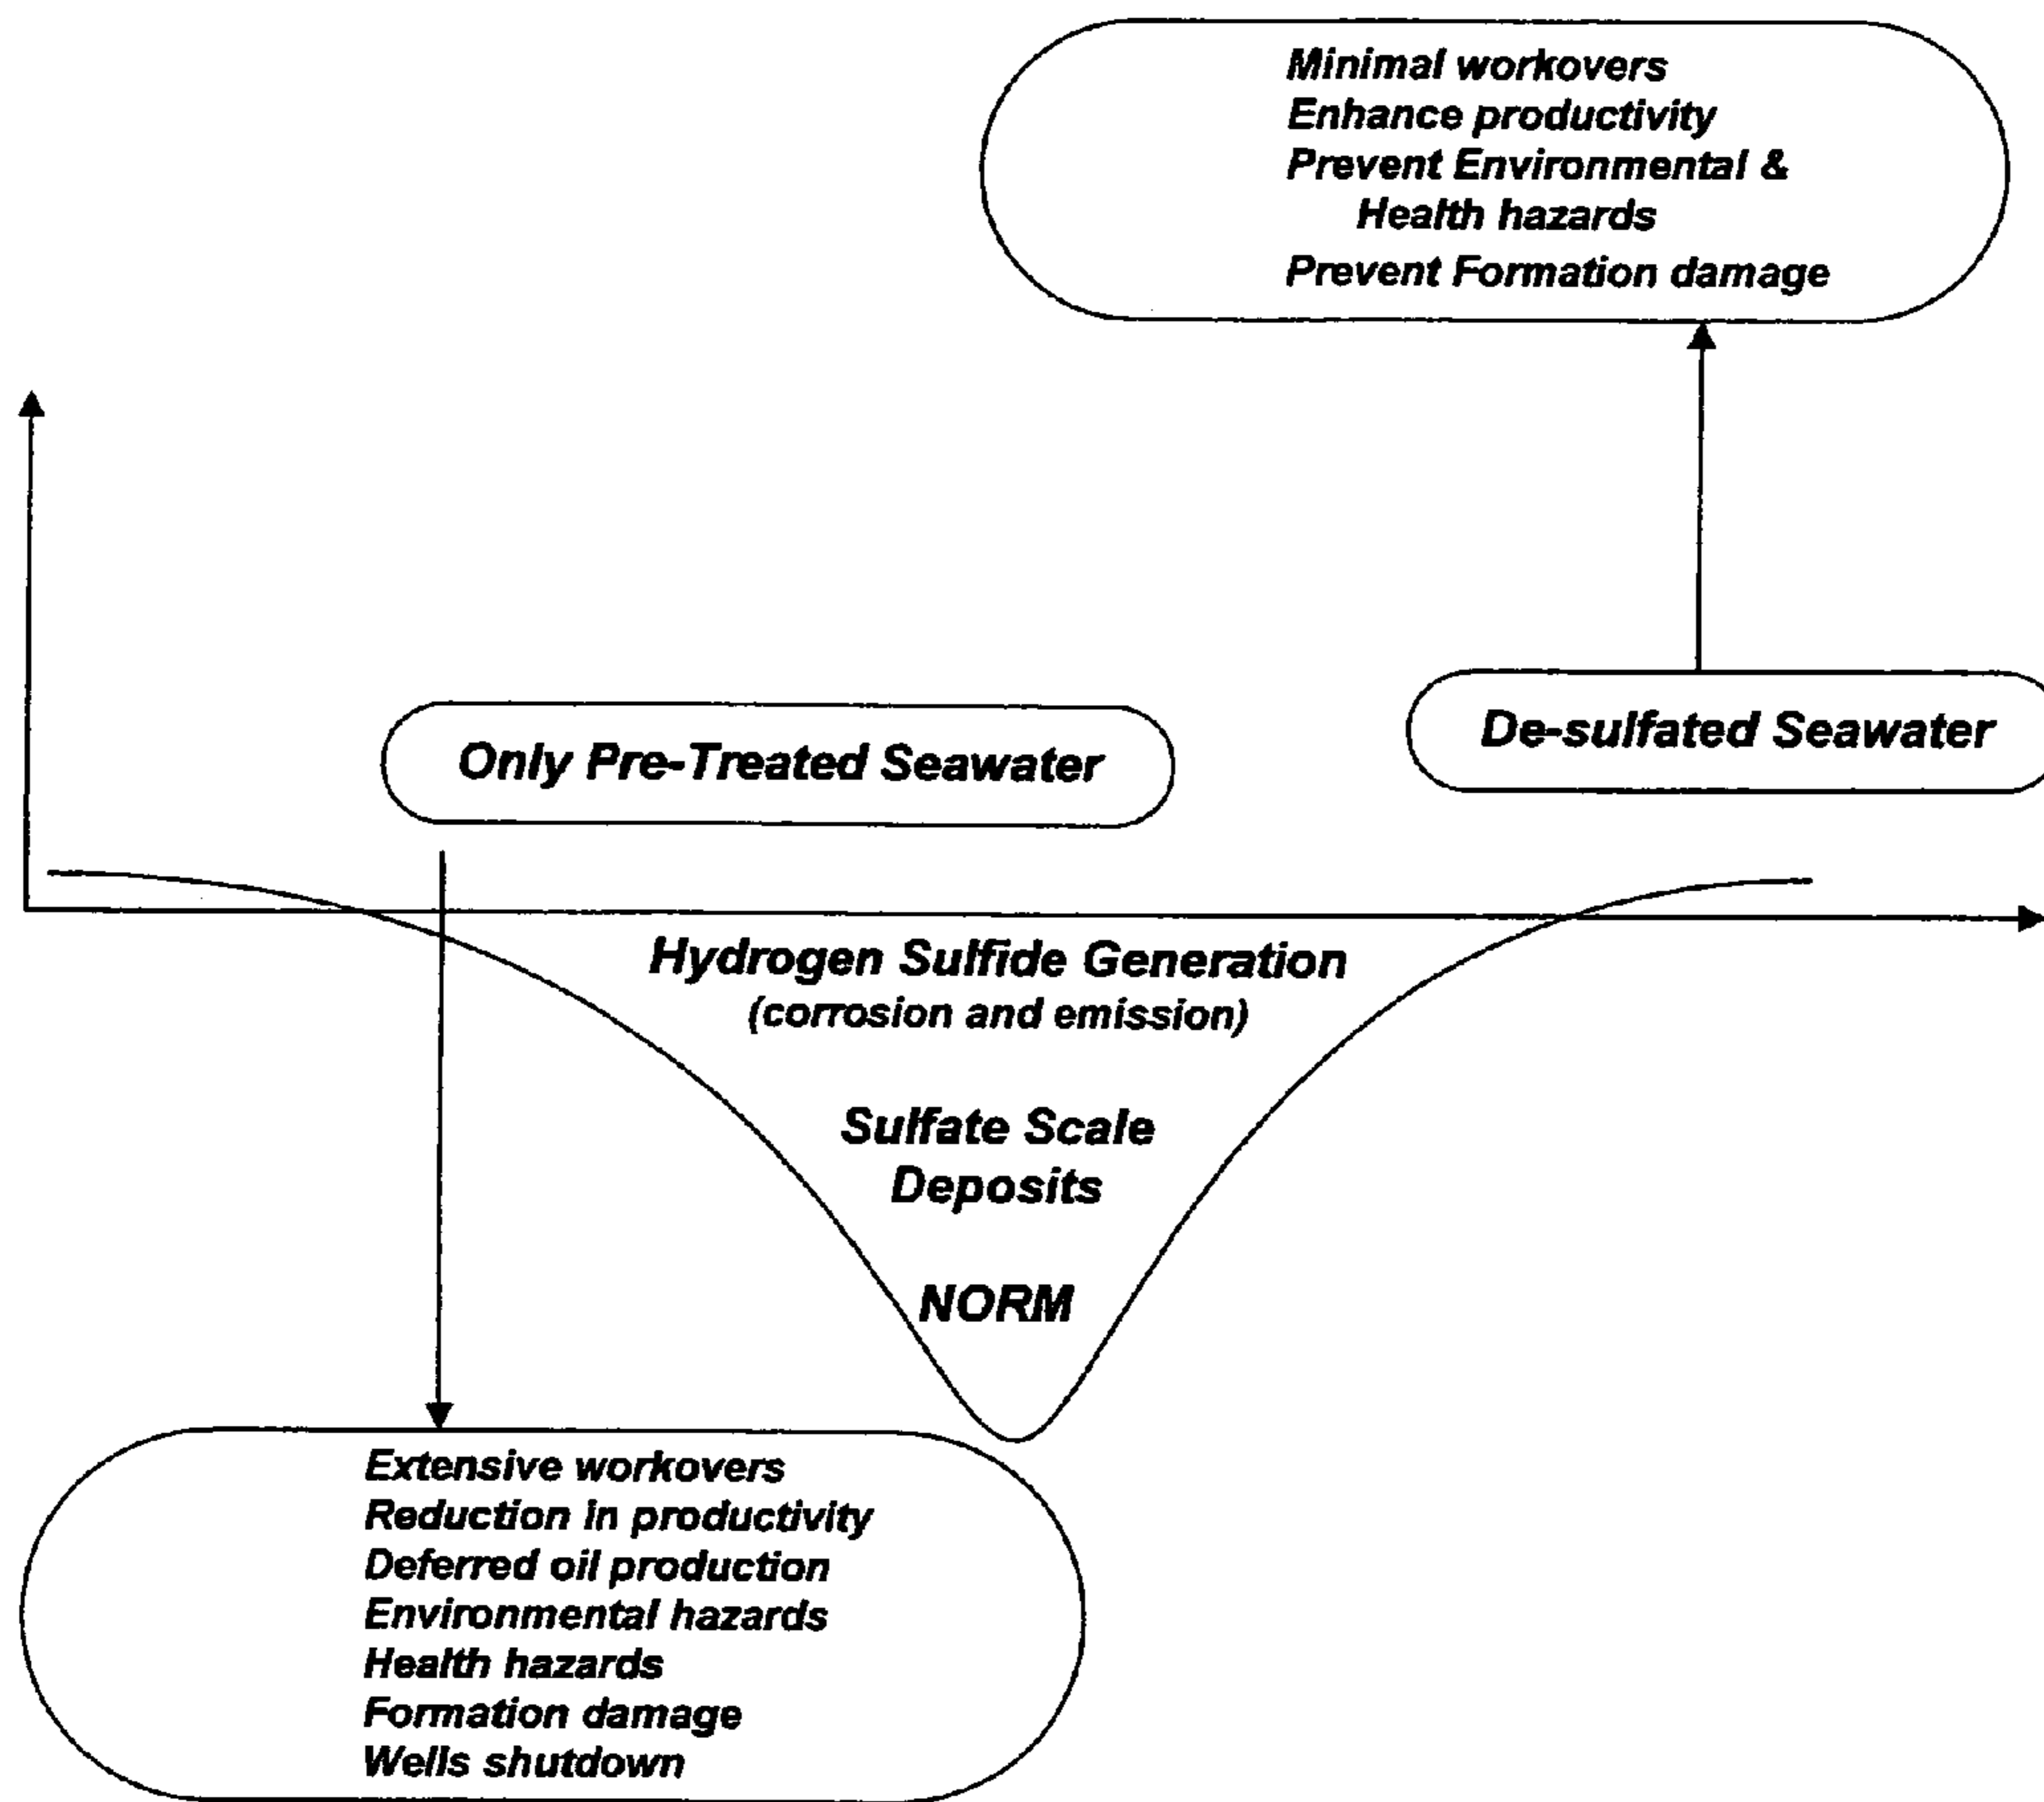 Minimal workovers
Enhance productivity
Prevent Environmental &
Health hazards
Prevent Formation damage
De-sulfated Seawater
Only Pre-Treated Seawater
Hydrogen Sulfide Generation
(corrosion and emission)
Sulfate Scale
Deposits
NORM
Extensive workovers
Reduction in productivity
Deferred oil production
Environmental hazards
Health hazards
Formation damage
Wells shutdown